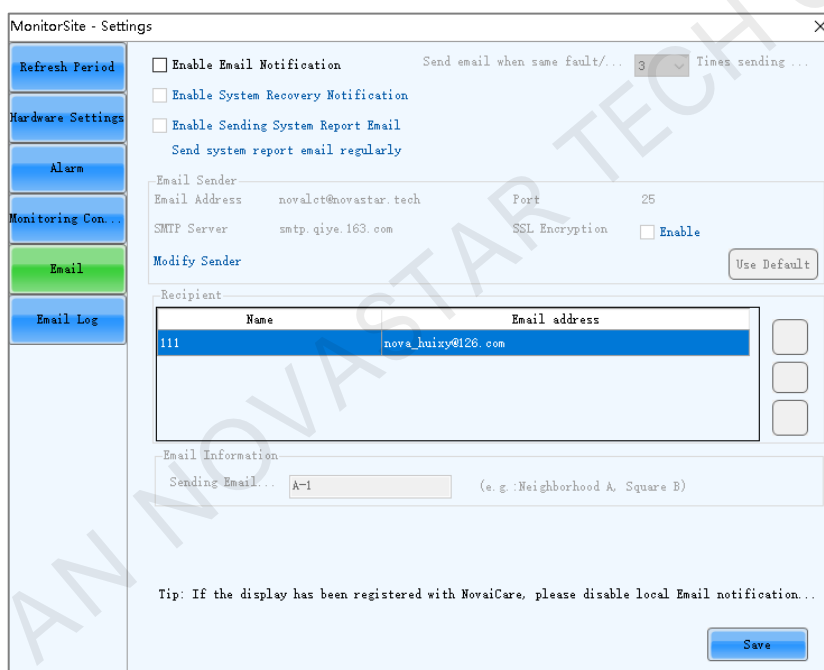 MonitorSite - Settings
Refresh Period
Hardware Settings
Alarm
Monitoring Con...
Email
Email Log
Enable Email Notification
Send email when same fault/... 3 Times sending ...
Enable System Recovery Notification
Enable Sending System Report Email
Send system report email regularly
Email Sender
Email Address novalct@novastar.tech Port 25
SMTP Server smtp.qiye.163.com SSL Encryption Enable
Modify Sender Use Default
Recipient
Name Email address
111 nova_huixy@126.com
Email Information
Sending Email... A-1 (e.g.:Neighborhood A, Square B)
Tip: If the display has been registered with NovaiCare, please disable local Email notification...
Save
AN NOVASTAR TECH